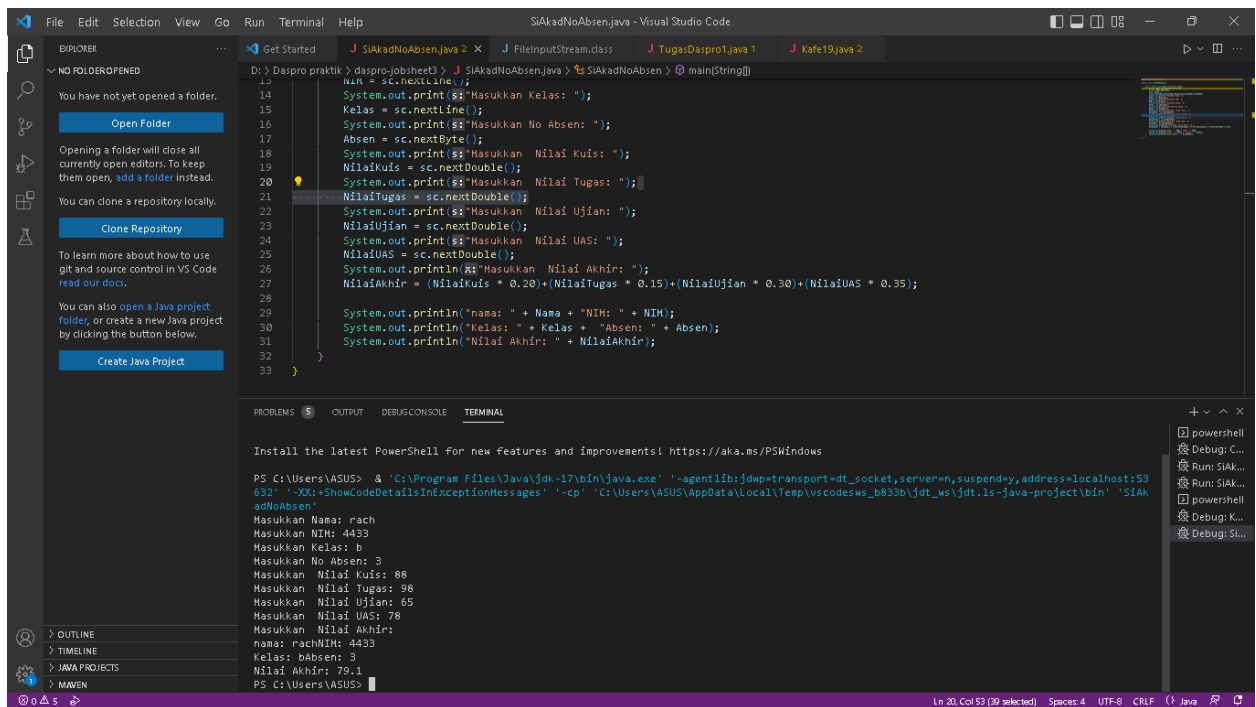 File Edit Selection View Go Run Terminal Help SiAkadNoAbsen.java - Visual Studio Code
EXPLORER ...
NO FOLDER OPENED
You have not yet opened a folder.
Open Folder
Opening a folder will close all
currently open editors. To keep
them open, add a folder instead.
You can clone a repository locally.
Clone Repository
To learn more about how to use
git and source control in VS Code
read our docs.
You can also open a Java project
folder, or create a new Java project
by clicking the button below.
Create Java Project
OUTLINE
TIMELINE
JAVA PROJECTS
MAVEN
Get Started J SiAkadNoAbsen.java 2 J FileInputStream.class J TugasDaspro1.java 1 J Kafe19.java 2
D: > Daspro praktik > daspro-jobsheet3 > J SiAkadNoAbsen.java > SiAkadNoAbsen > main(String[])
13 NIM = sc.nextLine();
14 System.out.print(s:"Masukkan Kelas: ");
15 Kelas = sc.nextLine();
16 System.out.print(s:"Masukkan No Absen: ");
17 Absen = sc.nextByte();
18 System.out.print(s:"Masukkan  Nilai Kuis: ");
19 NilaiKuis = sc.nextDouble();
20 System.out.print(s:"Masukkan  Nilai Tugas: ");
21 NilaiTugas = sc.nextDouble();
22 System.out.print(s:"Masukkan  Nilai Ujian: ");
23 NilaiUjian = sc.nextDouble();
24 System.out.print(s:"Masukkan  Nilai UAS: ");
25 NilaiUAS = sc.nextDouble();
26 System.out.println(x:"Masukkan  Nilai Akhir: ");
27 NilaiAkhir = (NilaiKuis * 0.20)+(NilaiTugas * 0.15)+(NilaiUjian * 0.30)+(NilaiUAS * 0.35);
28
29 System.out.println("nama: " + Nama + "NIM: " + NIM);
30 System.out.println("Kelas: " + Kelas +  "Absen: " + Absen);
31 System.out.println("Nilai Akhir: " + NilaiAkhir);
32 }
33 }
PROBLEMS 5 OUTPUT DEBUG CONSOLE TERMINAL
Install the latest PowerShell for new features and improvements! https://aka.ms/PSWindows
PS C:\Users\ASUS>  & 'C:\Program Files\Java\jdk-17\bin\java.exe' '-agentlib:jdwp=transport=dt_socket,server=n,suspend=y,address=localhost:53
632' '-XX:+ShowCodeDetailsInExceptionMessages' '-cp' 'C:\Users\ASUS\AppData\Local\Temp\vscodesws_b833b\jdt_ws\jdt.ls-java-project\bin' 'SiAk
adNoAbsen'
Masukkan Nama: rach
Masukkan NIM: 4433
Masukkan Kelas: b
Masukkan No Absen: 3
Masukkan  Nilai Kuis: 88
Masukkan  Nilai Tugas: 98
Masukkan  Nilai Ujian: 65
Masukkan  Nilai UAS: 78
Masukkan  Nilai Akhir:
nama: rachNIM: 4433
Kelas: bAbsen: 3
Nilai Akhir: 79.1
PS C:\Users\ASUS>
powershell
Debug: C...
Run: SiAk...
Run: SiAk...
powershell
Debug: K...
Debug: Si...
0 5 Ln 20, Col 53 (39 selected) Spaces: 4 UTF-8 CRLF {} Java